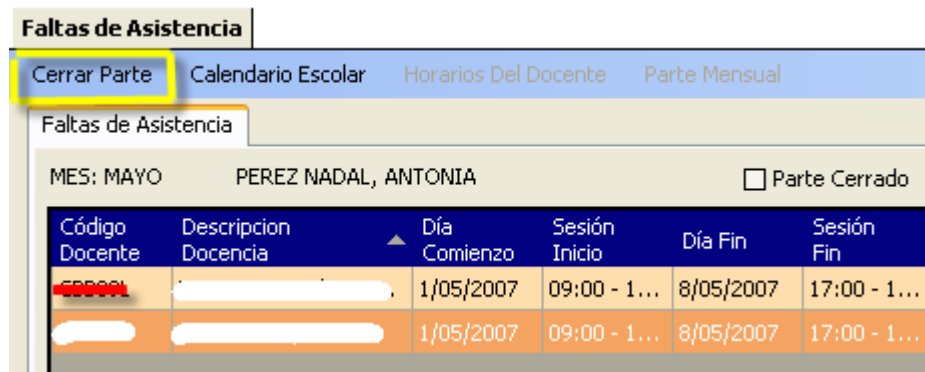 Faltas de Asistencia
Cerrar Parte Calendario Escolar Horarios Del Docente Parte Mensual
Faltas de Asistencia
MES: MAYO PEREZ NADAL, ANTONIA Parte Cerrado
Código Docente Descripcion Docencia Día Comienzo Sesión Inicio Día Fin Sesión Fin
1/05/2007 09:00 - 1... 8/05/2007 17:00 - 1...
1/05/2007 09:00 - 1... 8/05/2007 17:00 - 1...